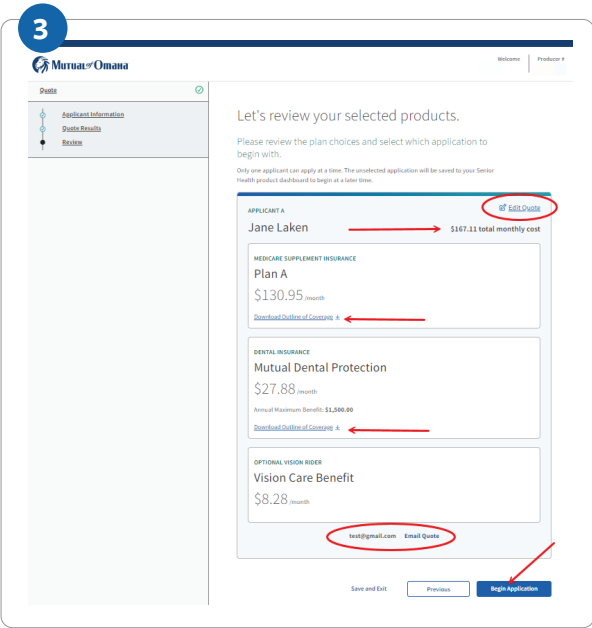 3
Mutual of Omaha
Welcome
Producer #
Quote
Applicant Information
Quote Results
Review
Let's review your selected products.
Please review the plan choices and select which application to
begin with.
Only one applicant can apply at a time. The unselected application will be saved to your Senior
Health product dashboard to begin at a later time.
APPLICANT A
Edit Quote
Jane Laken
$167.11 total monthly cost
MEDICARE SUPPLEMENT INSURANCE
Plan A
$130.95 /month
Download Outline of Coverage
DENTAL INSURANCE
Mutual Dental Protection
$27.88 /month
Annual Maximum Benefit: $1,500.00
Download Outline of Coverage
OPTIONAL VISION RIDER
Vision Care Benefit
$8.28 /month
test@gmail.com Email Quote
Save and Exit
Previous
Begin Application